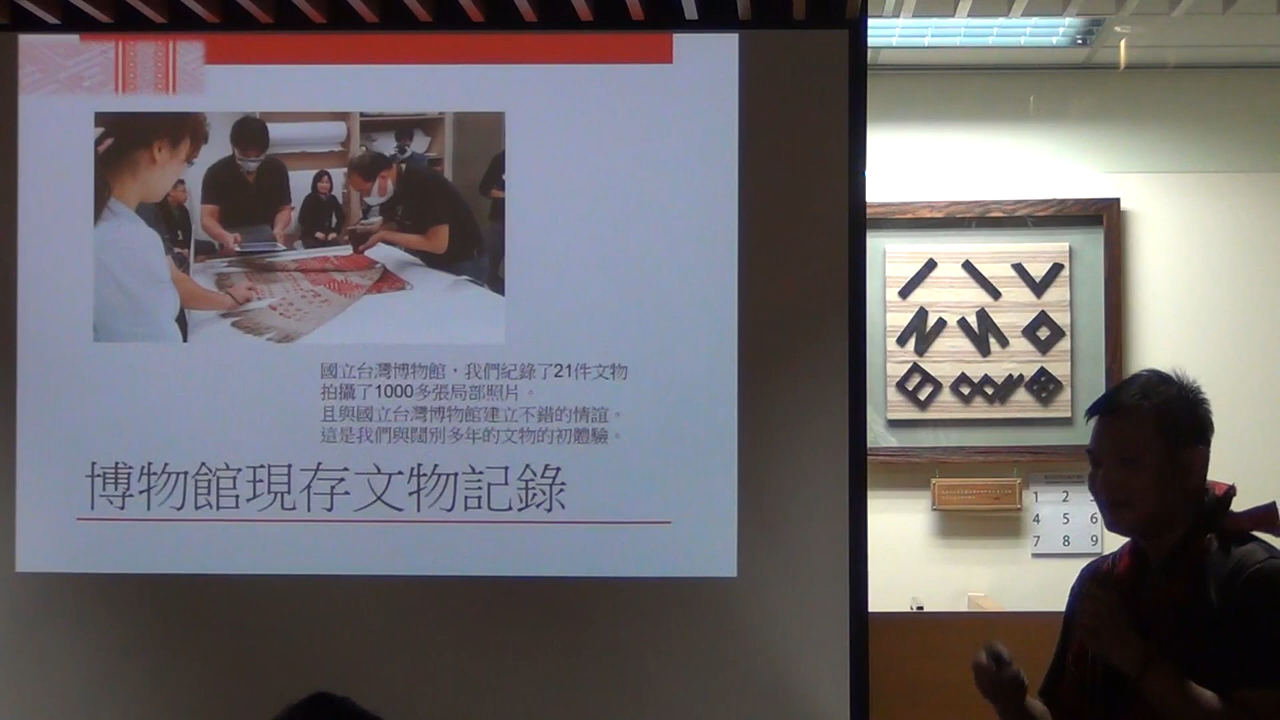 國立台灣博物館，我們紀錄了21件文物
拍攝了1000多張局部照片。
且與國立台灣博物館建立不錯的情誼。
這是我們與闊別多年的文物的初體驗。
博物館現存文物記錄
1 2 3
4 5 6
7 8 9